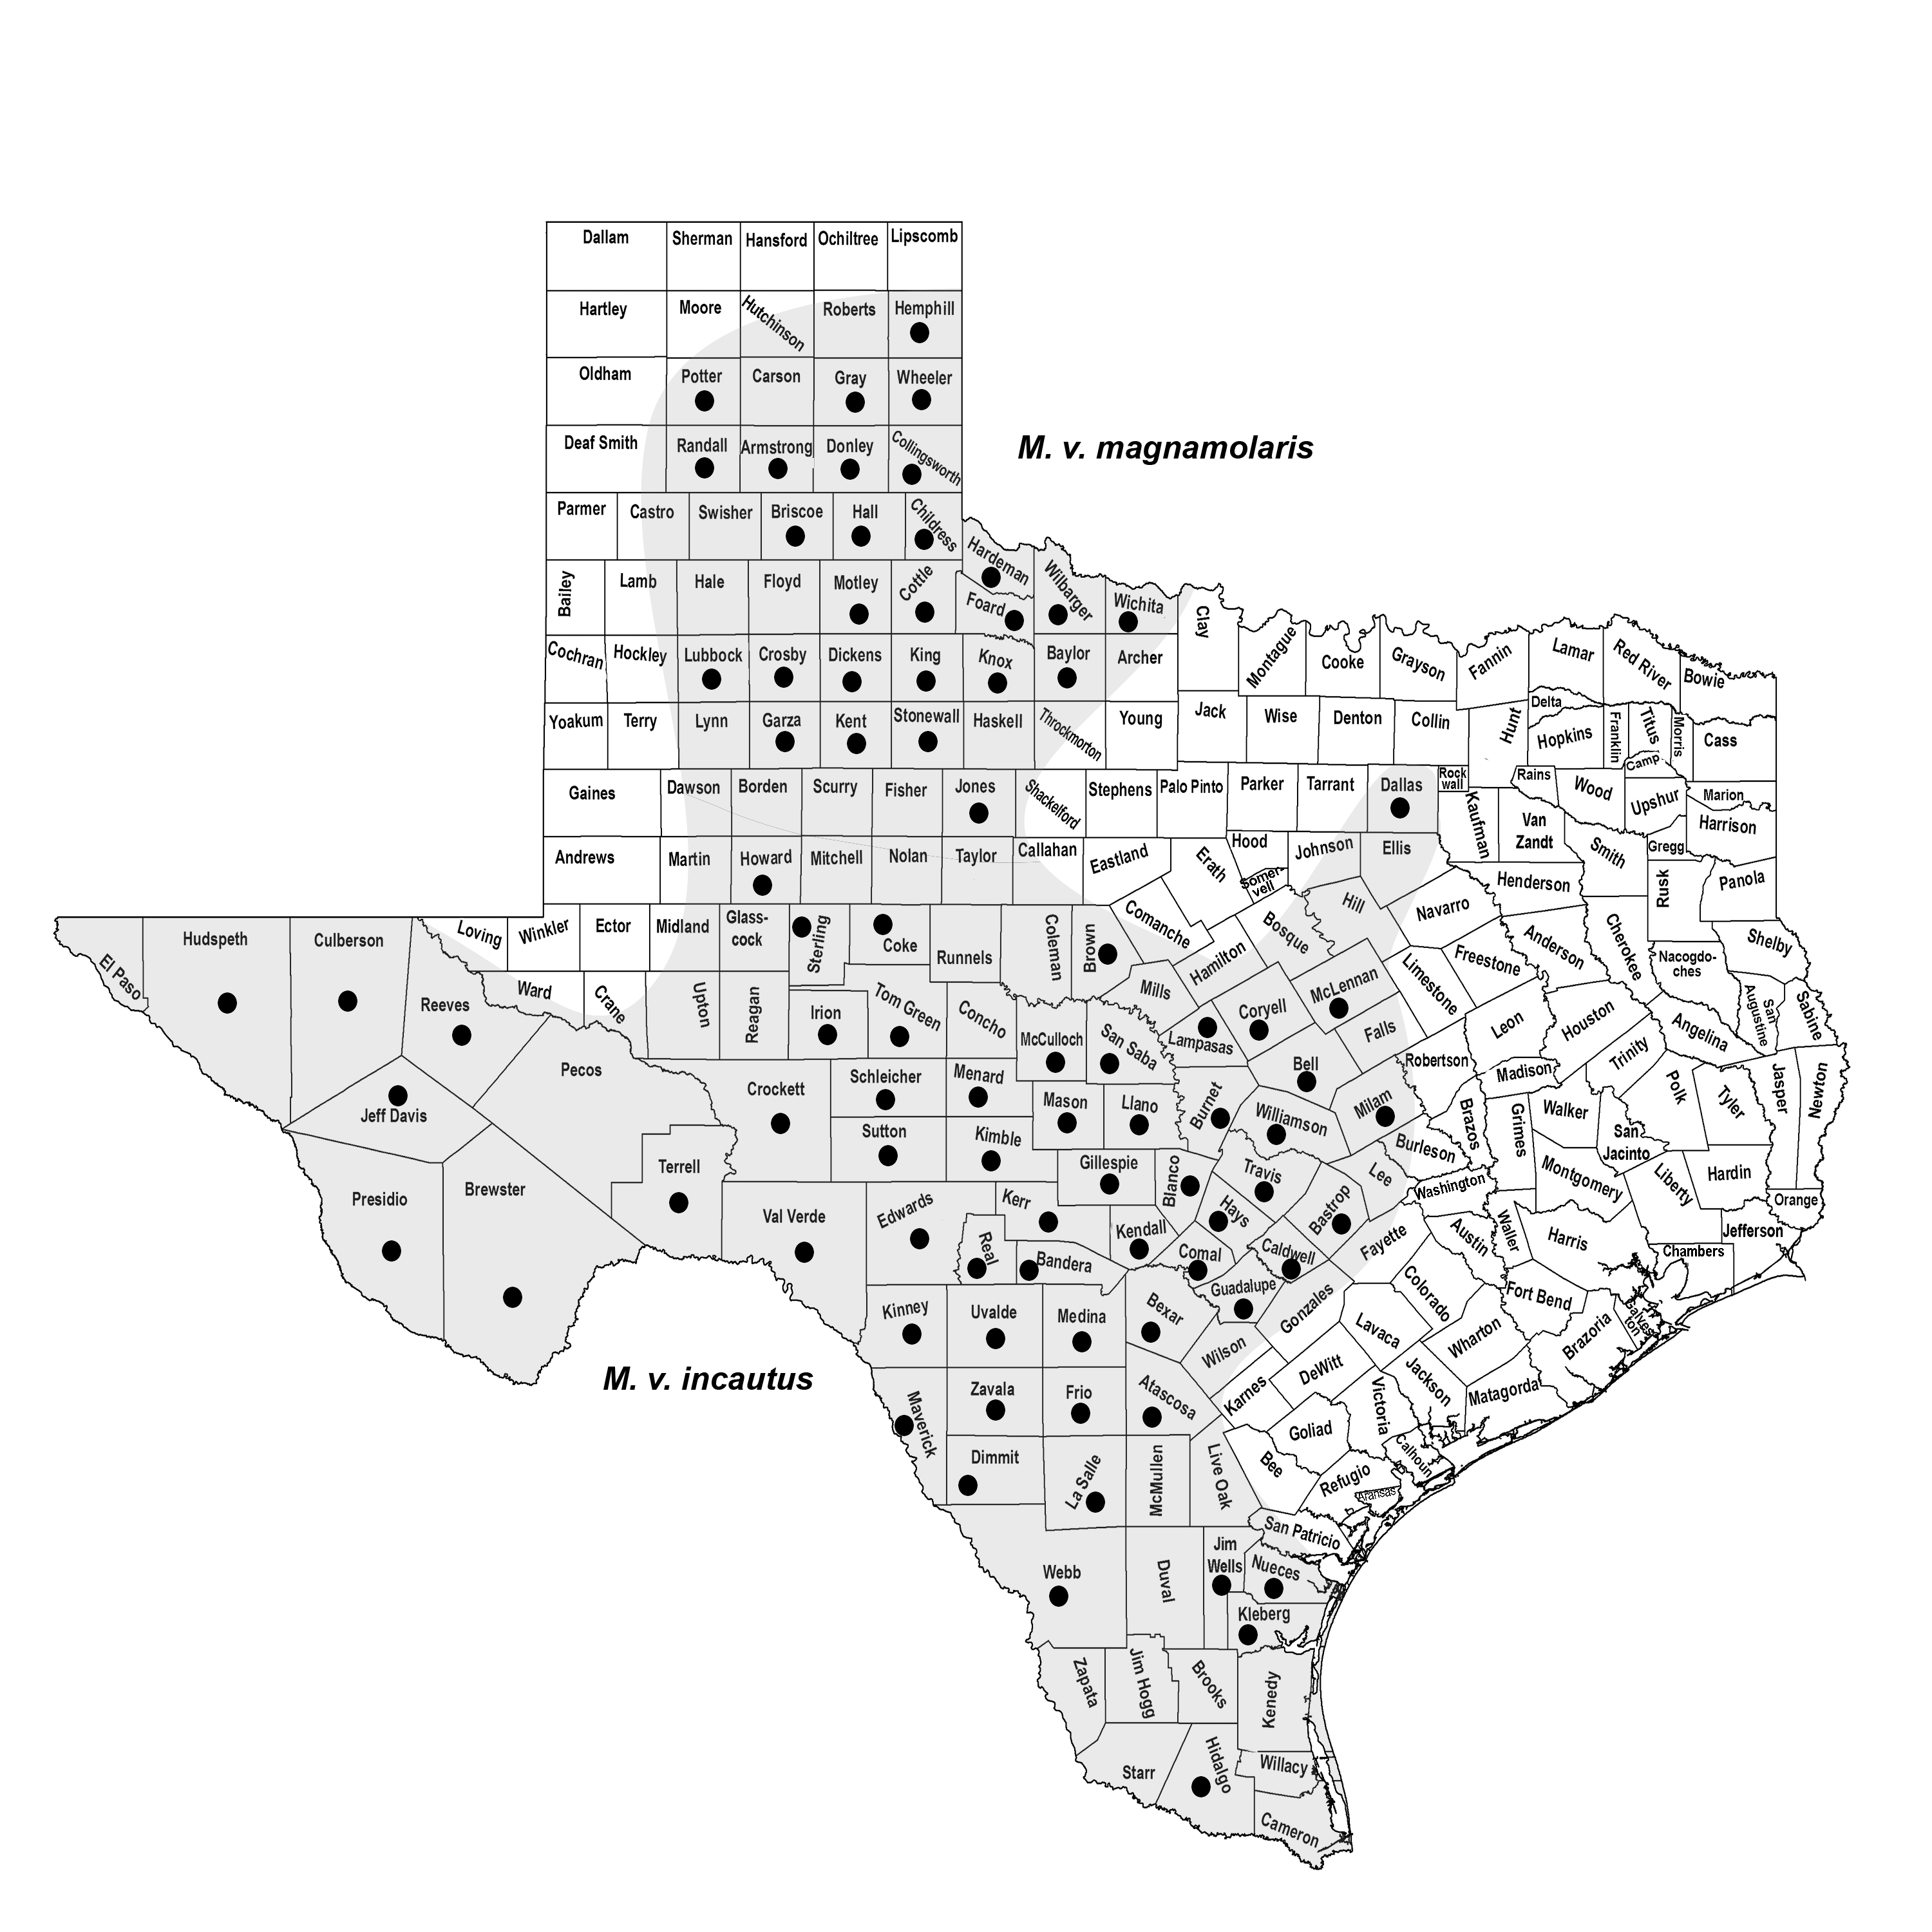 Dallam
Sherman
Hansford
Ochiltree
Lipscomb
Hartley
Moore
Hutchinson
Roberts
Hemphill
Oldham
Potter
Carson
Gray
Wheeler
Deaf Smith
Randall
Armstrong
Donley
Collingsworth
M. v. magnamolaris
Parmer
Castro
Swisher
Briscoe
Hall
Childress
Hardeman
Bailey
Lamb
Hale
Floyd
Motley
Cottle
Foard
Wilbarger
Wichita
Clay
Montague
Cooke
Grayson
Fannin
Lamar
Red River
Bowie
Cochran
Hockley
Lubbock
Crosby
Dickens
King
Knox
Baylor
Archer
Yoakum
Terry
Lynn
Garza
Kent
Stonewall
Haskell
Throckmorton
Young
Jack
Wise
Denton
Collin
Hunt
Delta
Hopkins
Franklin
Titus
Morris
Camp
Cass
Gaines
Dawson
Borden
Scurry
Fisher
Jones
Shackelford
Stephens
Palo Pinto
Parker
Tarrant
Dallas
Rock
wall
Kaufman
Rains
Van
Zandt
Wood
Upshur
Marion
Harrison
Andrews
Martin
Howard
Mitchell
Nolan
Taylor
Callahan
Eastland
Erath
Hood
Somer-
vell
Johnson
Ellis
Henderson
Smith
Gregg
Rusk
Panola
El Paso
Hudspeth
Culberson
Reeves
Loving
Winkler
Ector
Midland
Glass-
cock
Sterling
Coke
Runnels
Coleman
Brown
Comanche
Hamilton
Bosque
Hill
Navarro
Freestone
Anderson
Cherokee
Nacogdo-
ches
Shelby
Ward
Crane
Upton
Reagan
Irion
Tom Green
Concho
McCulloch
San Saba
Mills
Lampasas
Coryell
McLennan
Limestone
Falls
Leon
Houston
Angelina
San
Augustine
Sabine
Jeff Davis
Pecos
Crockett
Schleicher
Menard
Mason
Llano
Burnet
Bell
Williamson
Milam
Robertson
Madison
Trinity
Polk
Tyler
Jasper
Newton
Presidio
Brewster
Terrell
Val Verde
Sutton
Kimble
Gillespie
Blanco
Travis
Lee
Burleson
Brazos
Grimes
Walker
San
Jacinto
Hardin
Liberty
Montgomery
Washington
Orange
Jefferson
Chambers
Edwards
Kerr
Real
Bandera
Kendall
Hays
Comal
Caldwell
Bastrop
Fayette
Austin
Waller
Harris
Fort Bend
Galves-
ton
Brazoria
Kinney
Uvalde
Medina
Bexar
Guadalupe
Gonzales
Wilson
Lavaca
Colorado
Wharton
Matagorda
Jackson
DeWitt
Karnes
Victoria
Calhoun
Goliad
M. v. incautus
Maverick
Zavala
Frio
Atascosa
Dimmit
La Salle
McMullen
Live Oak
Bee
Refugio
Aransas
San Patricio
Webb
Duval
Jim
Wells
Nueces
Kleberg
Zapata
Jim Hogg
Brooks
Kenedy
Starr
Hidalgo
Willacy
Cameron